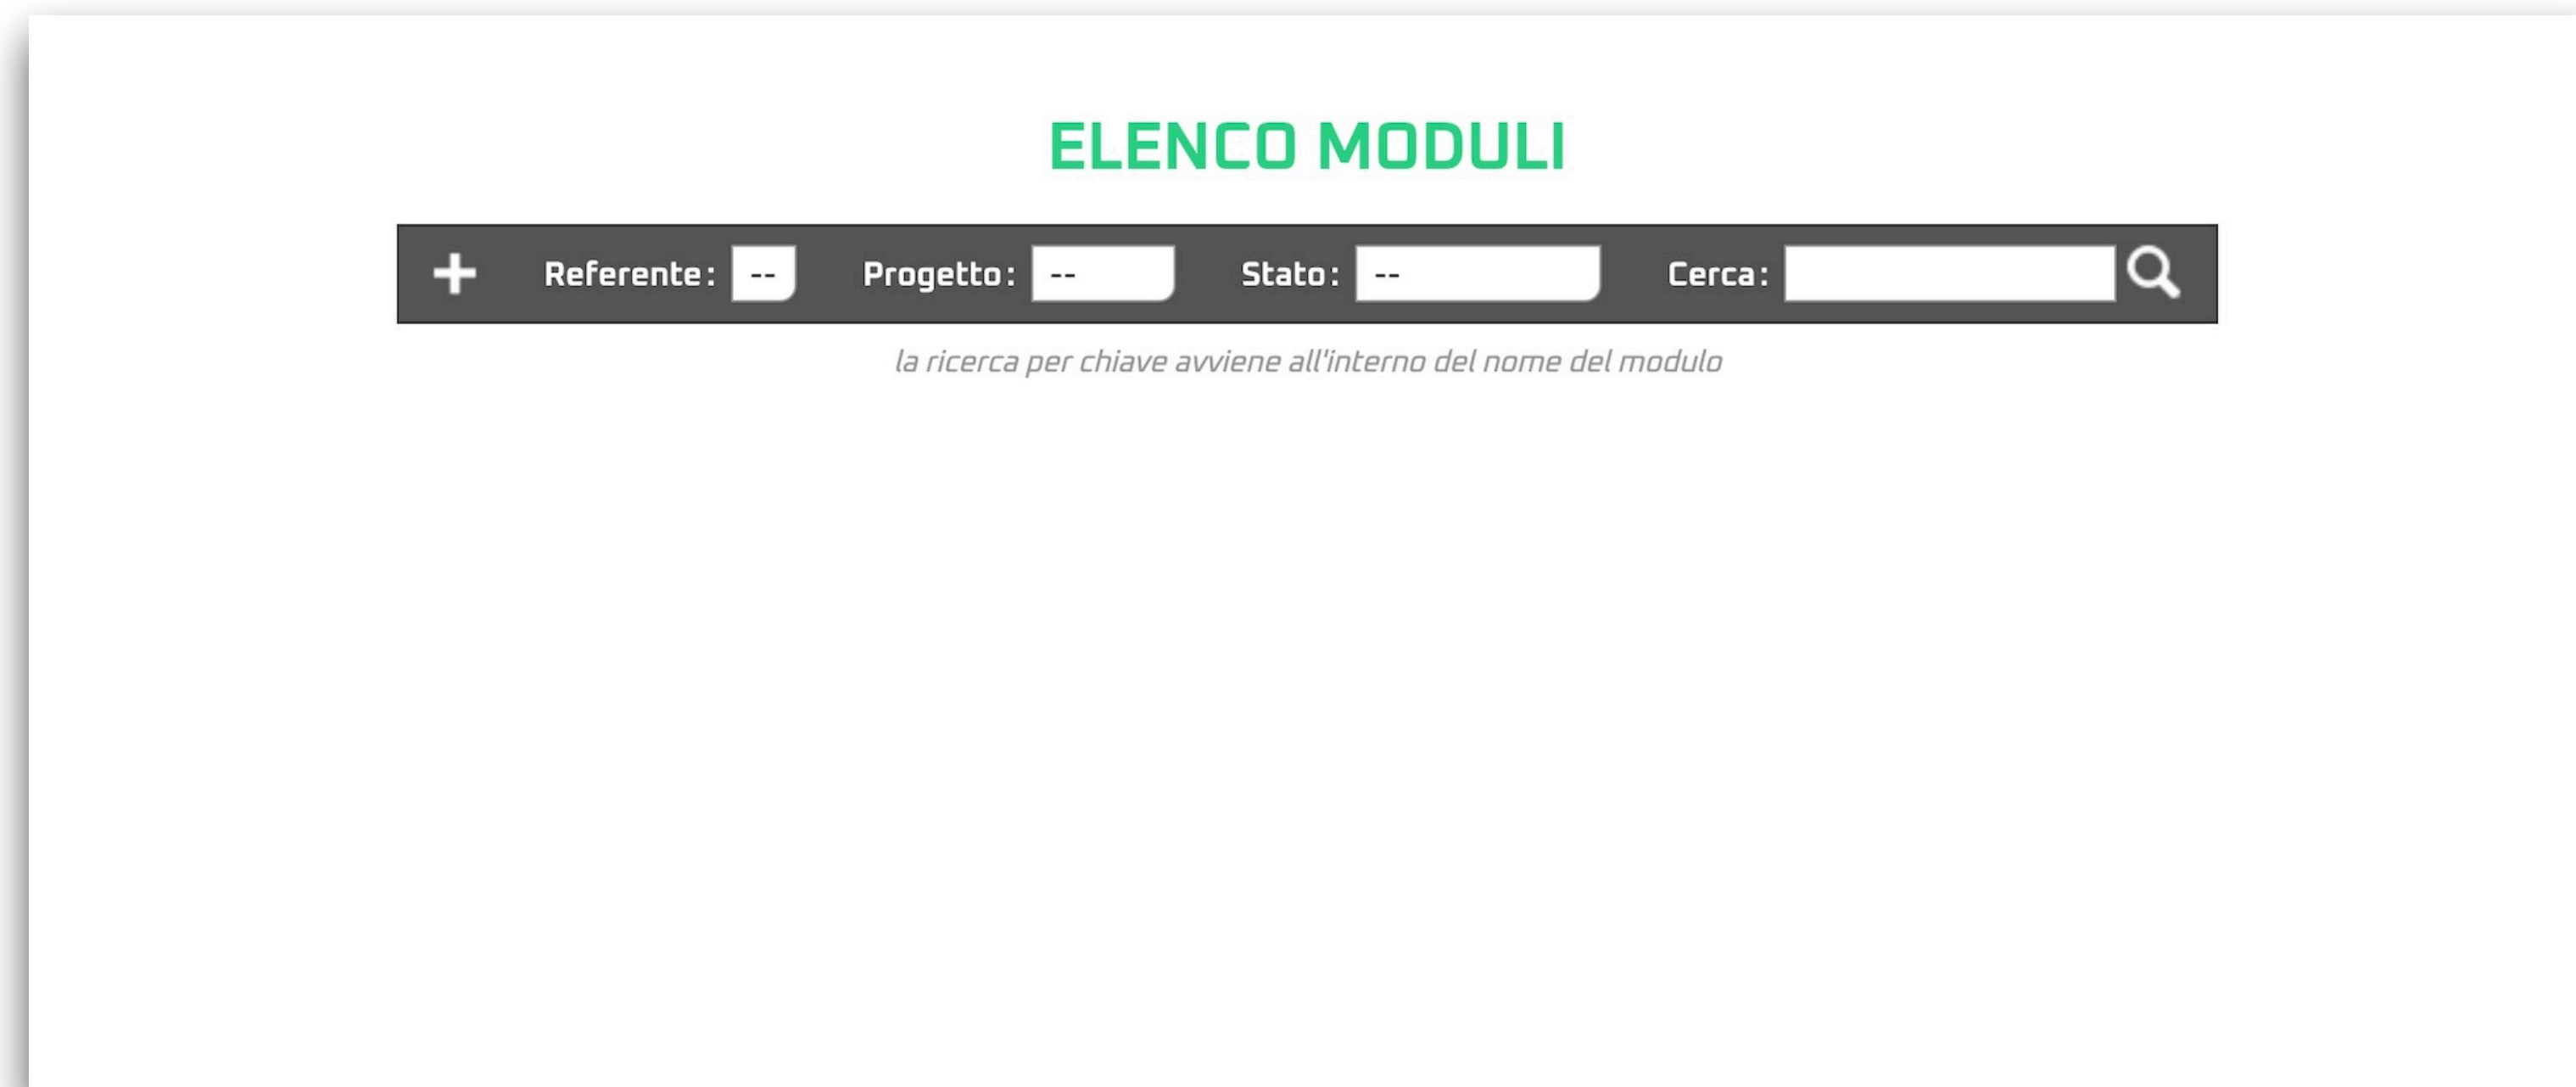 ELENCO MODULI
Referente: -- Progetto: -- Stato: -- Cerca:
la ricerca per chiave avviene all'interno del nome del modulo